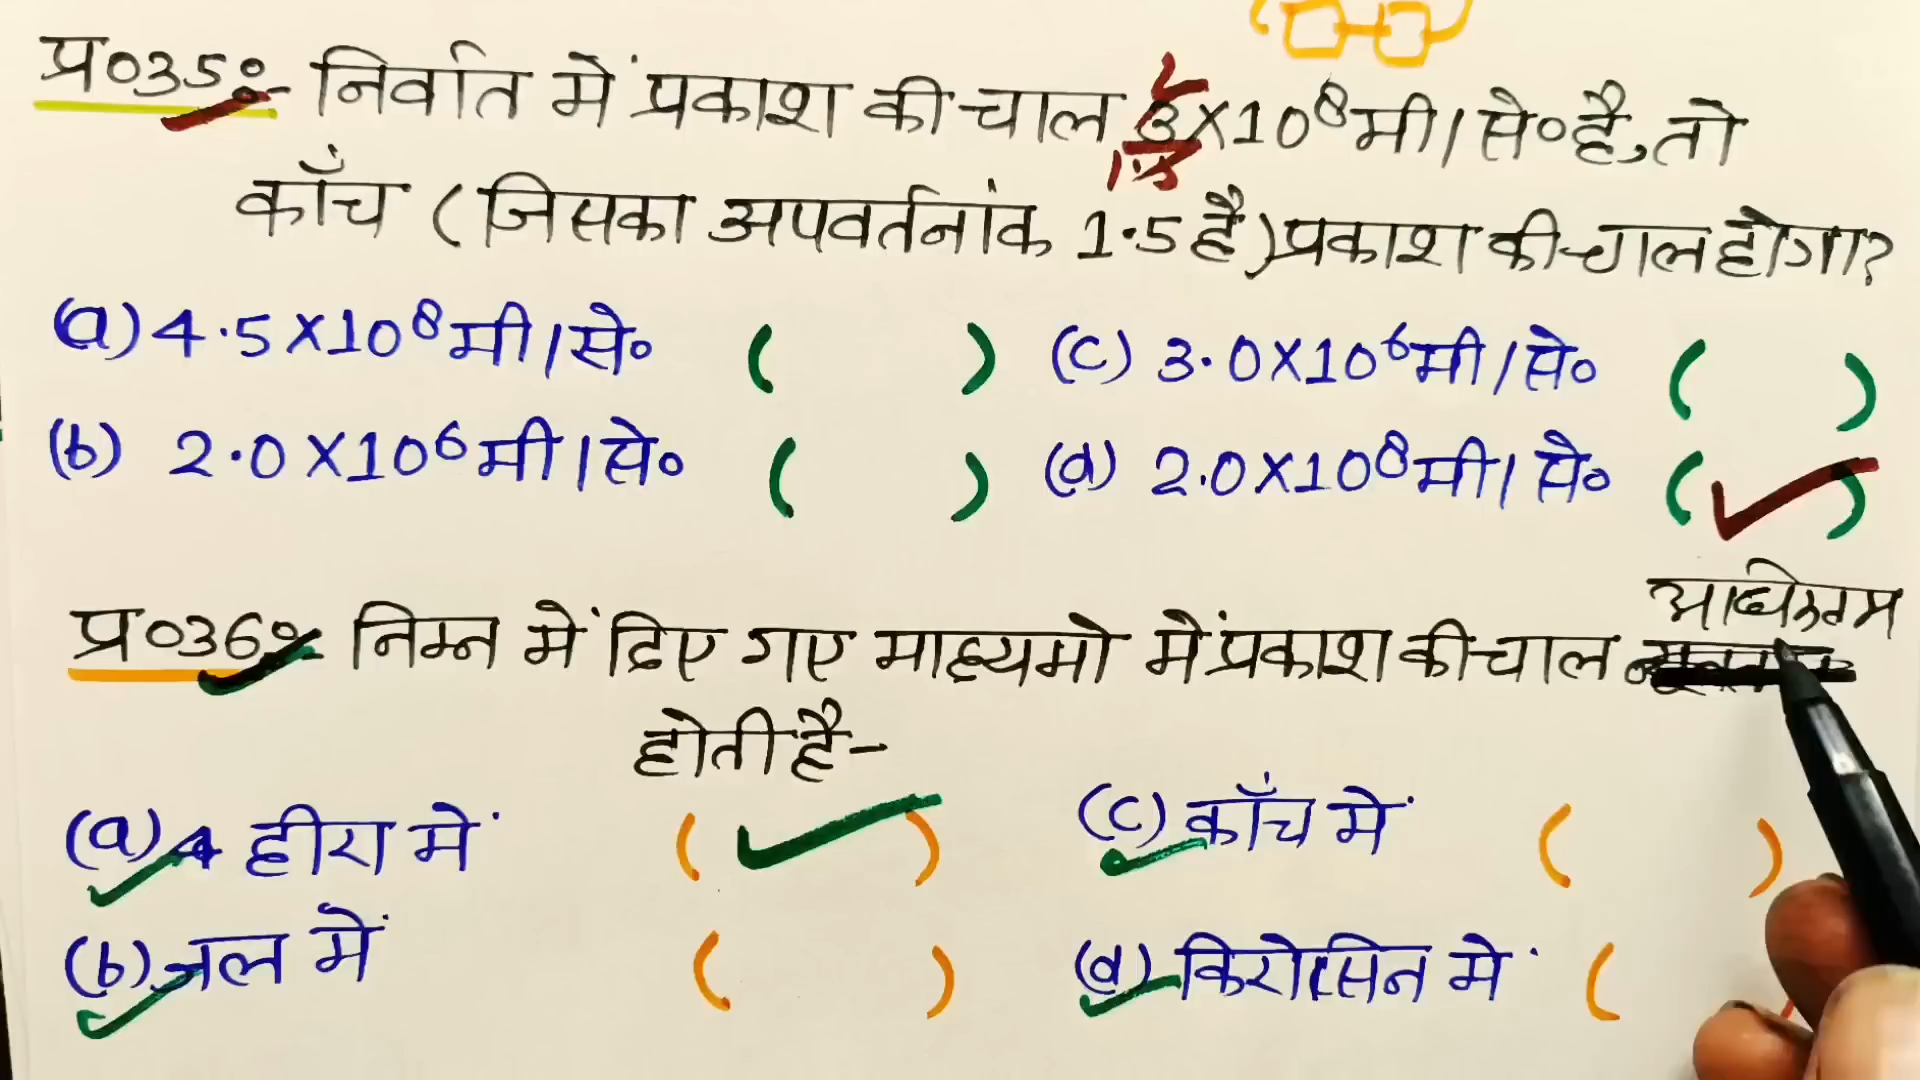 प्र०35:- निर्वात में प्रकाश की चाल 3×10⁸ मी/से० है, तो
काँच (जिसका अपवर्तनांक 1.5 है) प्रकाश की चाल होगा?
(a) 4.5×10⁸ मी/से० ( )
(c) 3.0×10⁶ मी/से० ( )
(b) 2.0×10⁶ मी/से० ( )
(d) 2.0×10⁸ मी/से० (✓)
अधिकतम
प्र०36:- निम्न में दिए गए माध्यमो में प्रकाश की चाल
होती है-
(a) हीरा में (✓)
(c) काँच में ( )
(b) जल में ( )
(d) किरोसिन में (